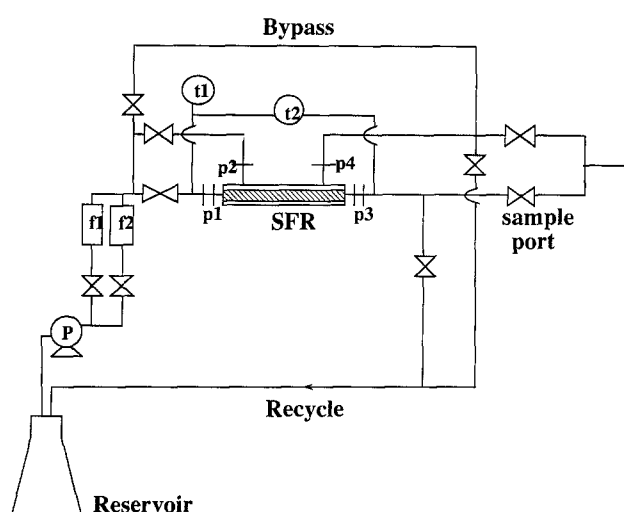 Bypass
t1
t2
p2
p4
p1
p3
SFR
sample
port
f1
f2
P
Recycle
Reservoir